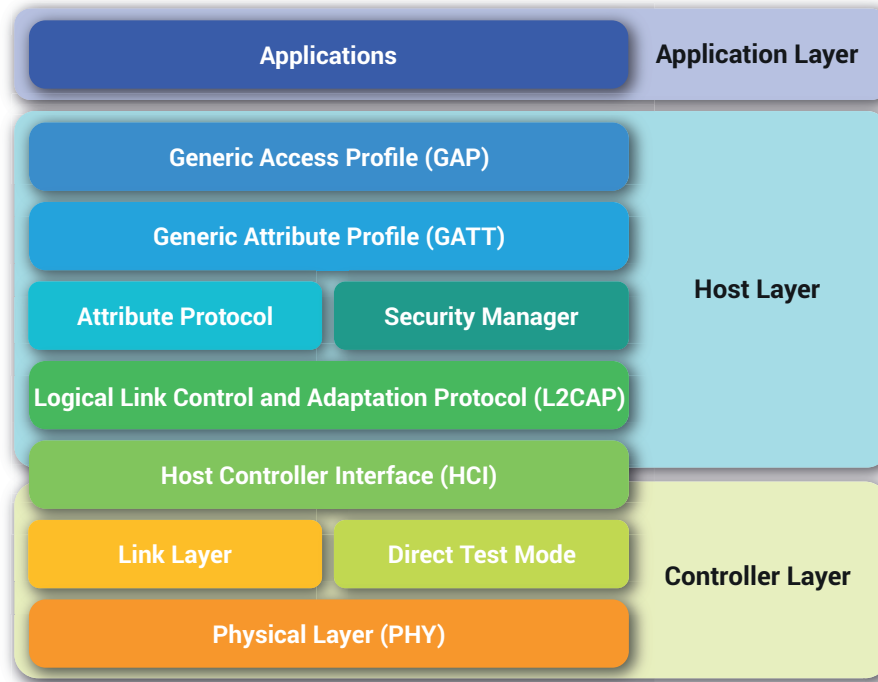 Applications
Application Layer
Generic Access Profile (GAP)
Generic Attribute Profile (GATT)
Host Layer
Attribute Protocol
Security Manager
Logical Link Control and Adaptation Protocol (L2CAP)
Host Controller Interface (HCI)
Link Layer
Direct Test Mode
Controller Layer
Physical Layer (PHY)